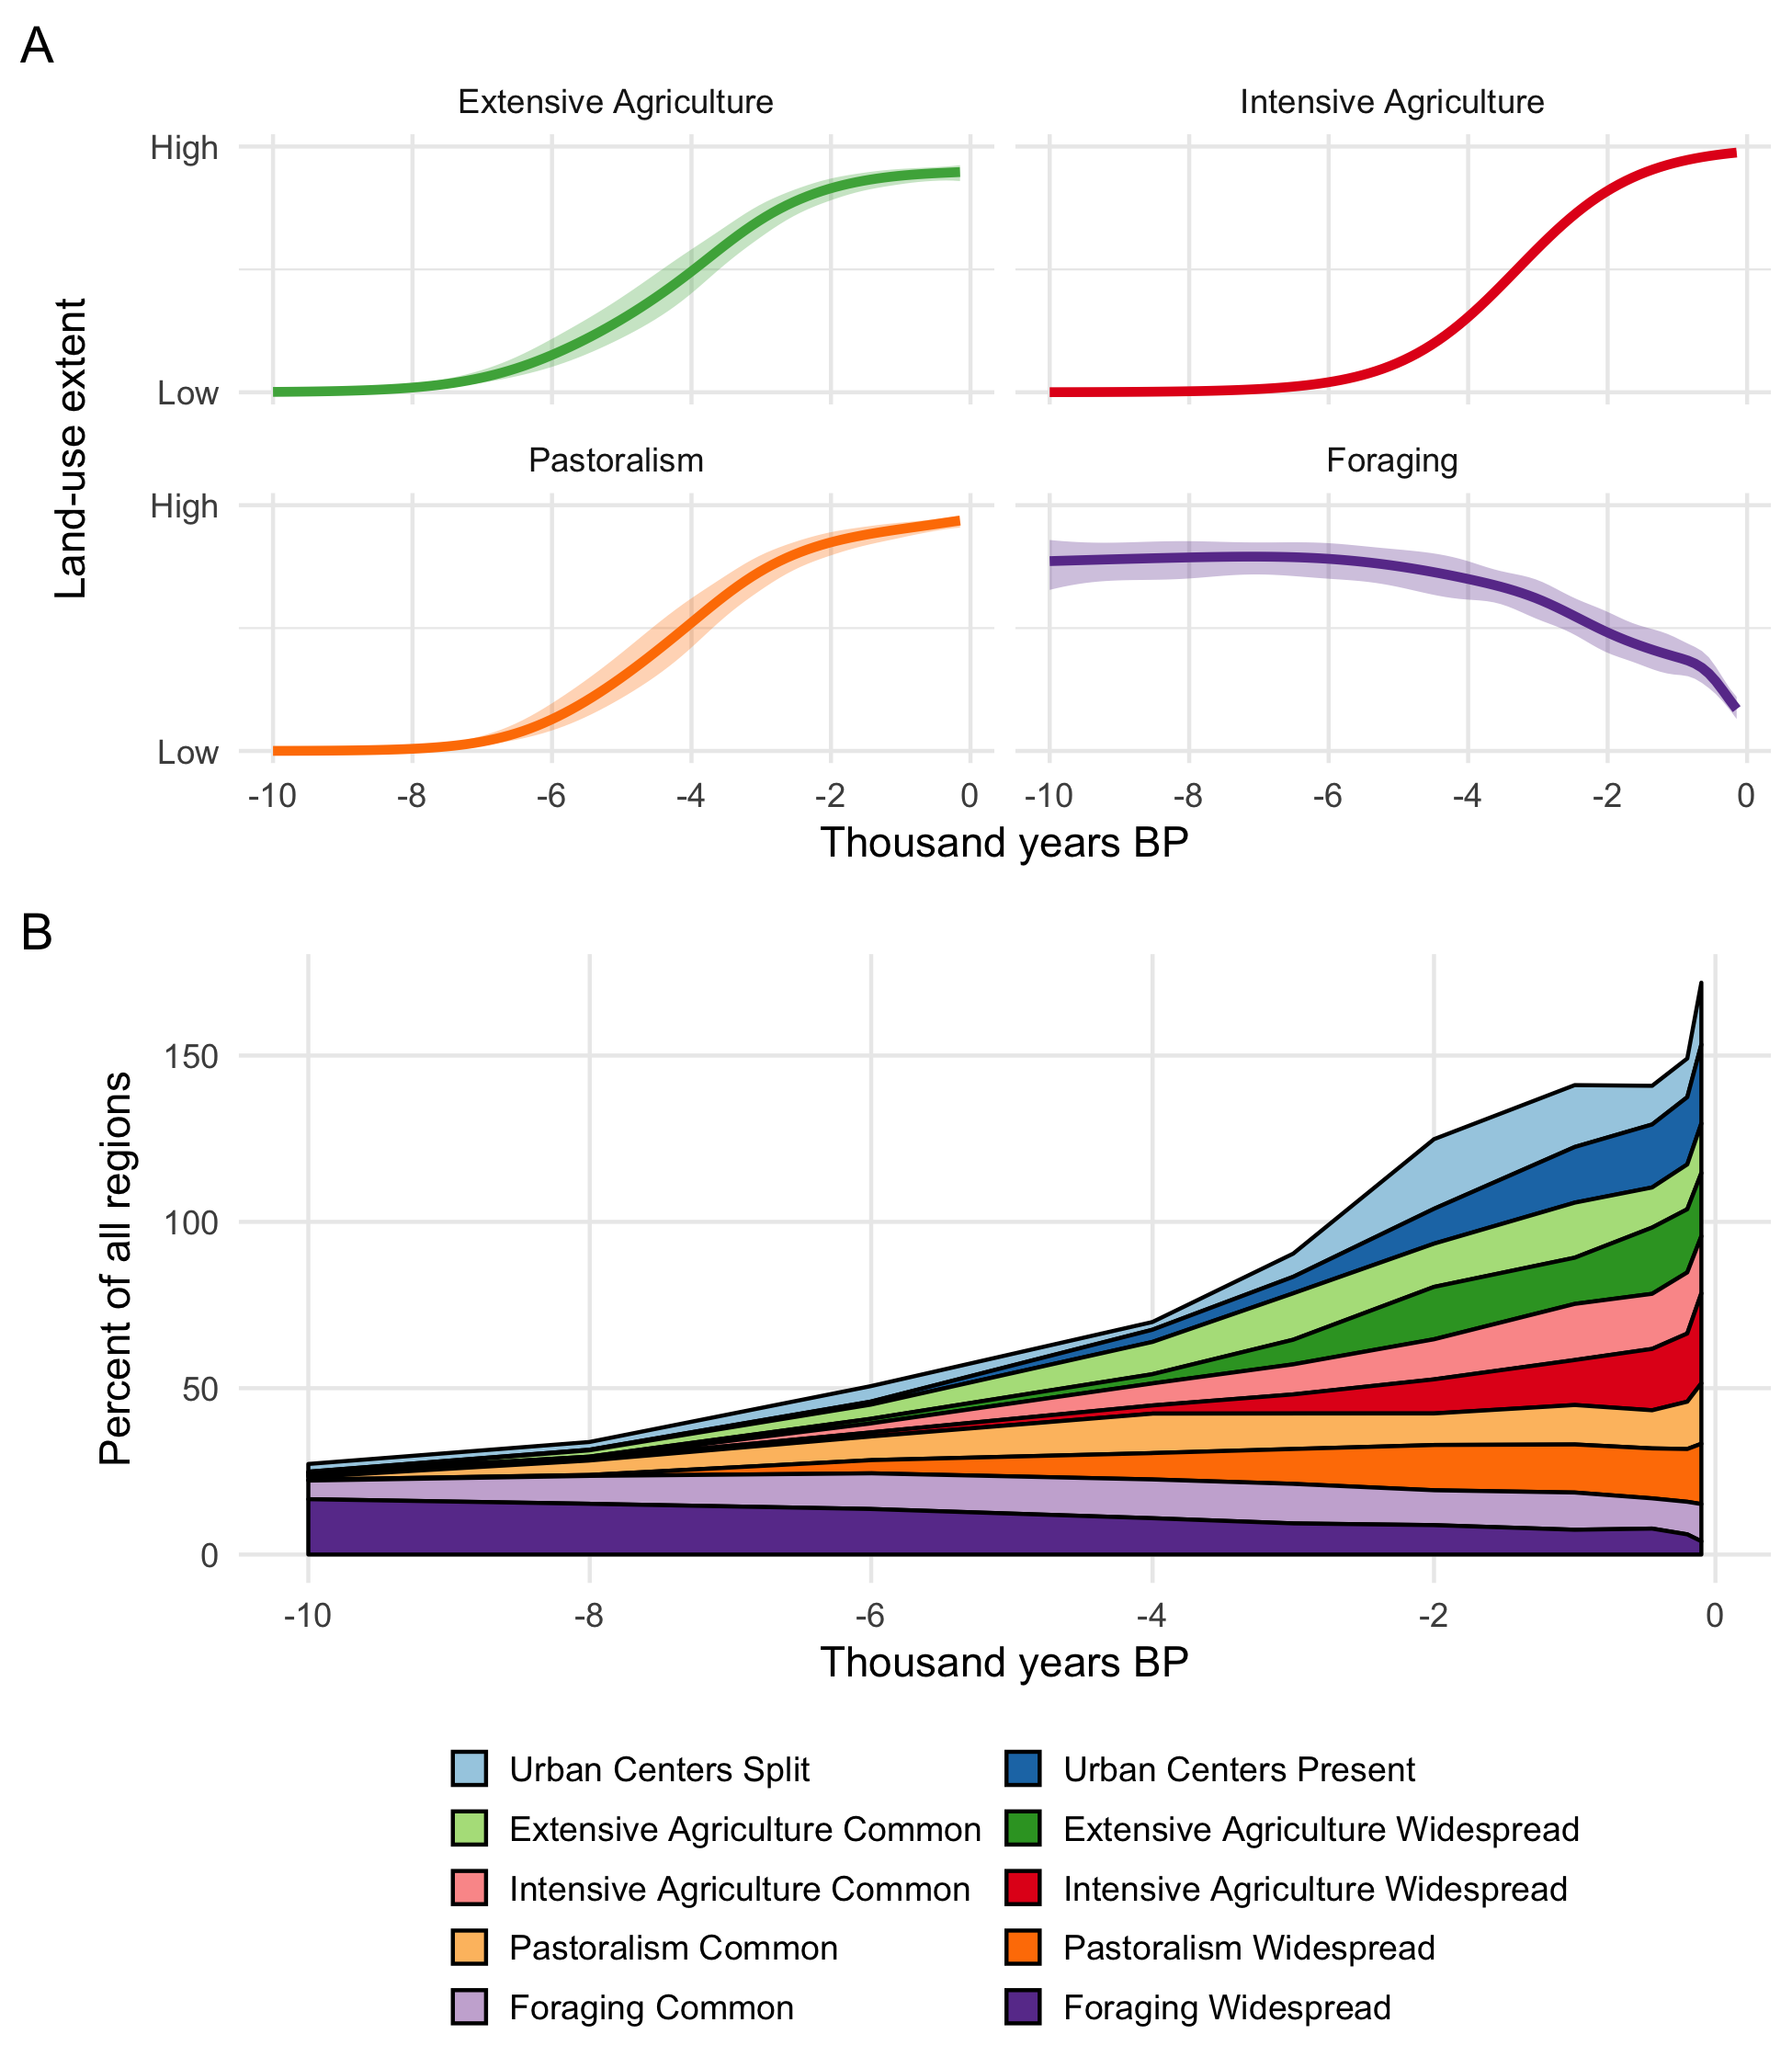 A
Extensive Agriculture
Intensive Agriculture
High
Low
Pastoralism
Foraging
High
Low
Land-use extent
-10 -8 -6 -4 -2 0 -10 -8 -6 -4 -2 0
Thousand years BP
B
150
100
50
0
Percent of all regions
-10 -8 -6 -4 -2 0
Thousand years BP
Urban Centers Split
Urban Centers Present
Extensive Agriculture Common
Extensive Agriculture Widespread
Intensive Agriculture Common
Intensive Agriculture Widespread
Pastoralism Common
Pastoralism Widespread
Foraging Common
Foraging Widespread